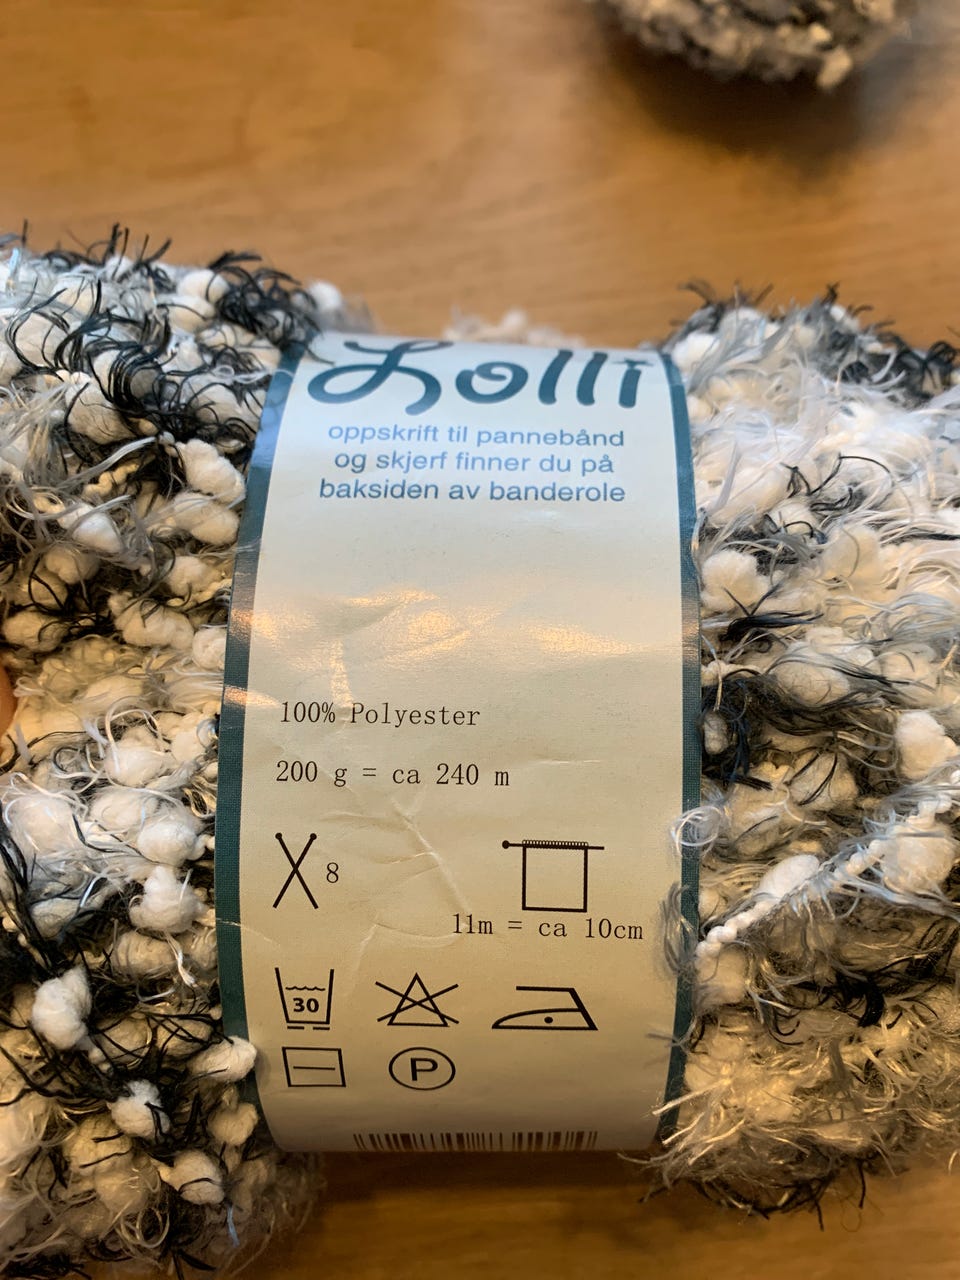 Lolli
oppskrift til pannebånd
og skjerf finner du på
baksiden av banderole
100% Polyester
200 g = ca 240 m
8
11m = ca 10cm
30
P